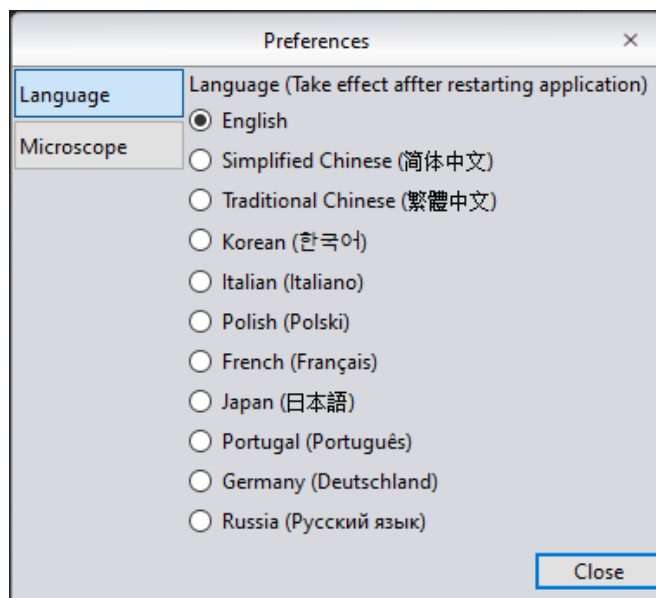 Preferences
Language
Microscope
Language (Take effect affter restarting application)
English
Simplified Chinese (简体中文)
Traditional Chinese (繁體中文)
Korean (한국어)
Italian (Italiano)
Polish (Polski)
French (Français)
Japan (日本語)
Portugal (Português)
Germany (Deutschland)
Russia (Русский язык)
Close